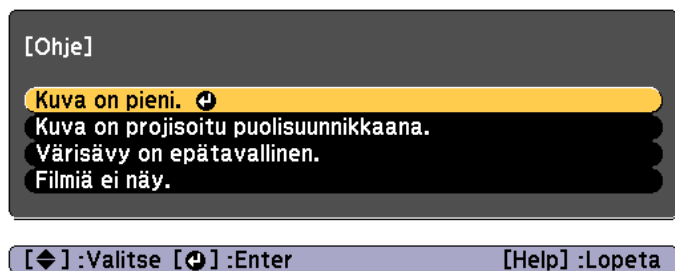 [Ohje]
Kuva on pieni.
Kuva on projisoitu puolisuunnikkaana.
Värisävy on epätavallinen.
Filmiä ei näy.
[◆] :Valitse [⏎] :Enter [Help] :Lopeta